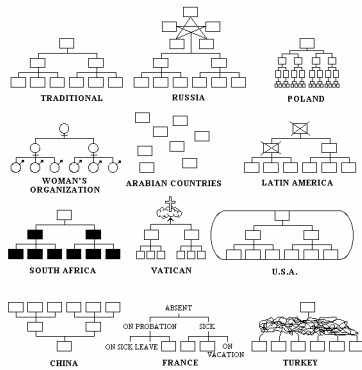 TRADITIONAL
RUSSIA
POLAND
WOMAN'S
ORGANIZATION
ARABIAN COUNTRIES
LATIN AMERICA
SOUTH AFRICA
VATICAN
U.S.A.
CHINA
ABSENT
ON PROBATION
SICK
ON SICK LEAVE
ON
VACATION
FRANCE
TURKEY